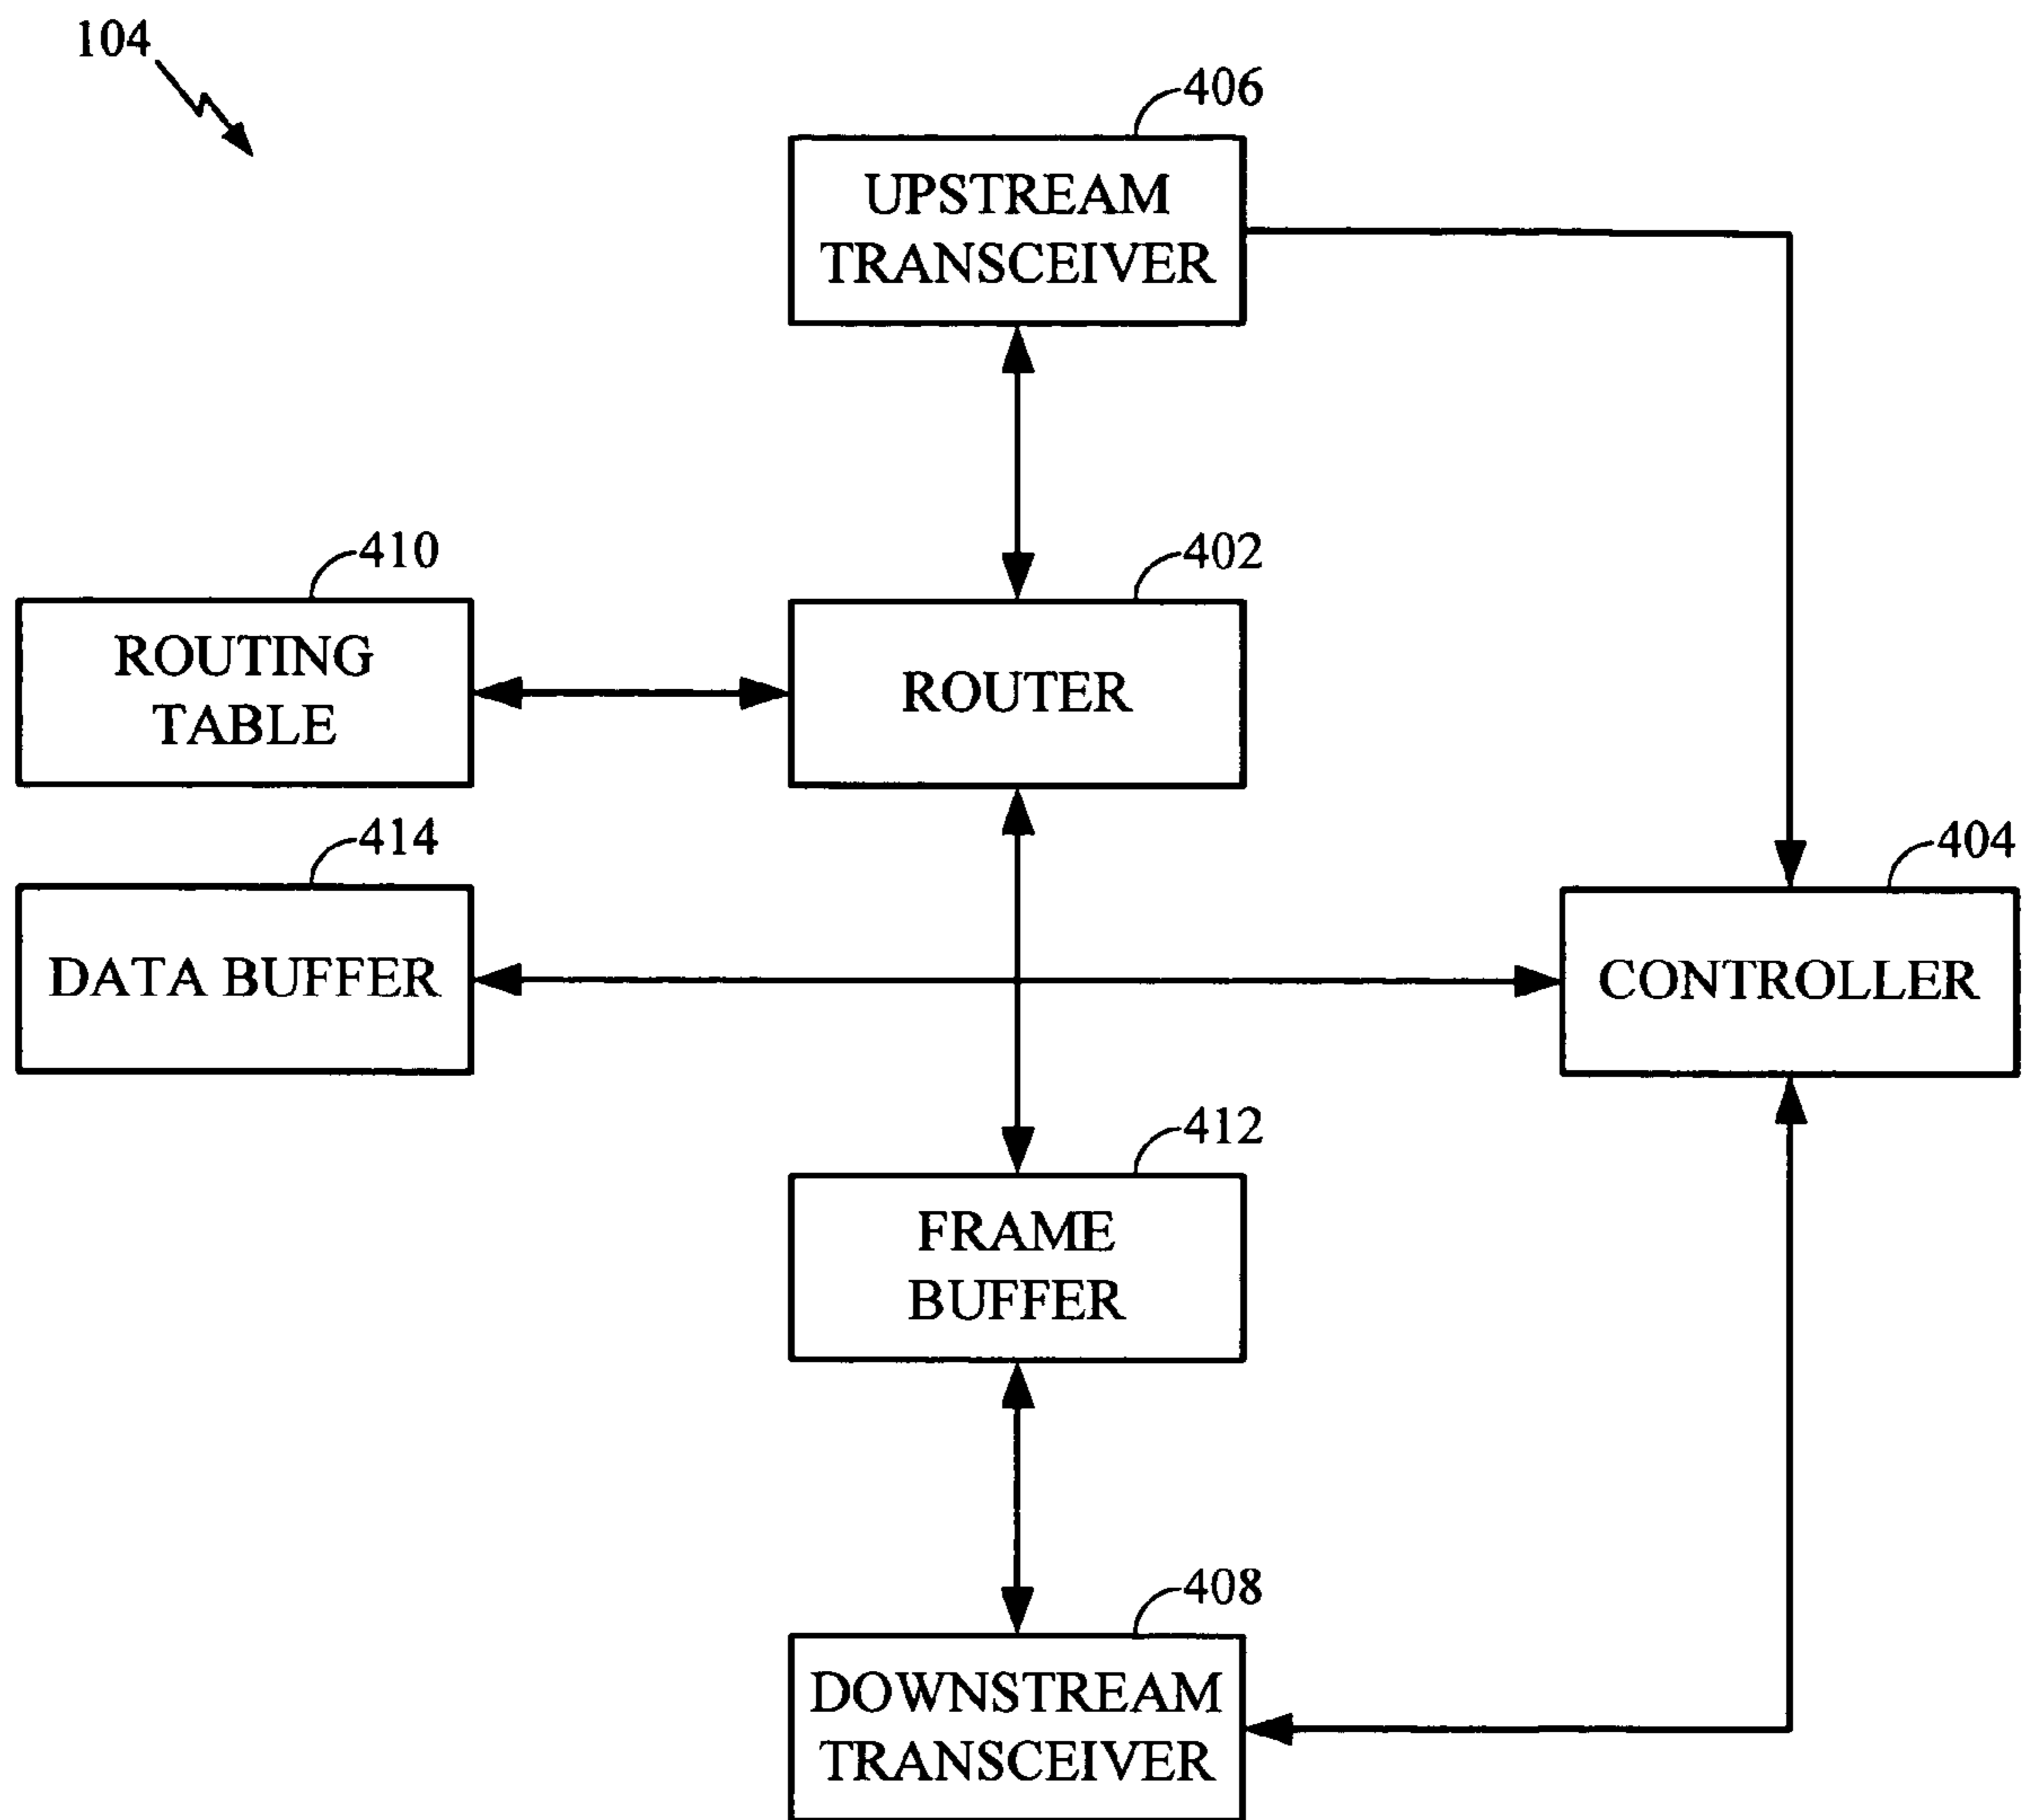 104
406
UPSTREAM
TRANSCEIVER
410
402
ROUTING
TABLE
ROUTER
414
404
DATA BUFFER
CONTROLLER
412
FRAME
BUFFER
408
DOWNSTREAM
TRANSCEIVER